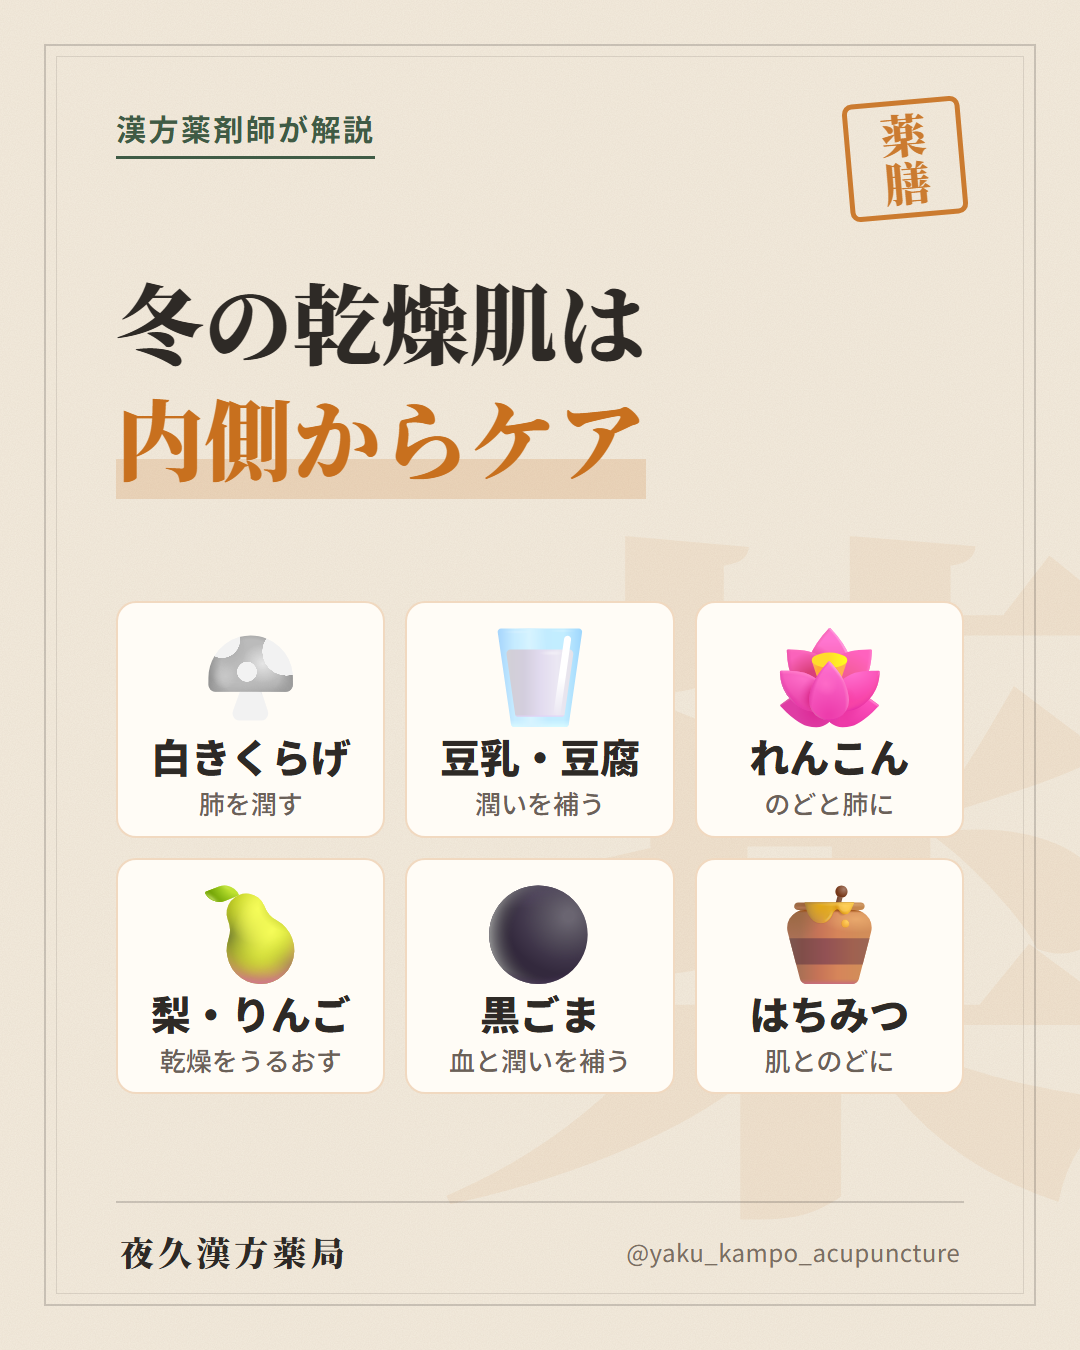 漢方薬剤師が解説
薬
膳
冬の乾燥肌は
内側からケア
白きくらげ
肺を潤す
豆乳・豆腐
潤いを補う
れんこん
のどと肺に
梨・りんご
乾燥をうるおす
黒ごま
血と潤いを補う
はちみつ
肌とのどに
夜久漢方薬局
@yaku_kampo_acupuncture
薬